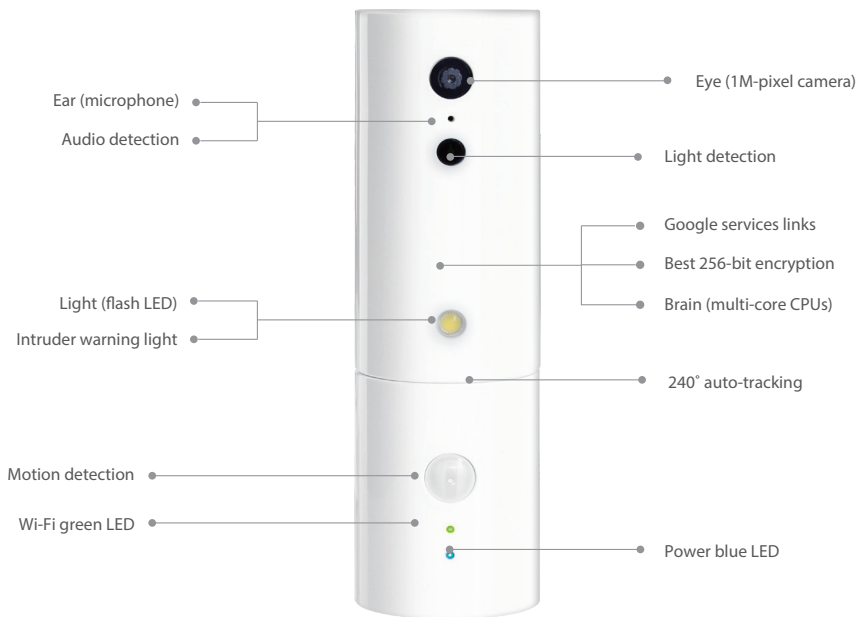 Ear (microphone)
Audio detection
Light (flash LED)
Intruder warning light
Motion detection
Wi-Fi green LED
Eye (1M-pixel camera)
Light detection
Google services links
Best 256-bit encryption
Brain (multi-core CPUs)
240˚ auto-tracking
Power blue LED